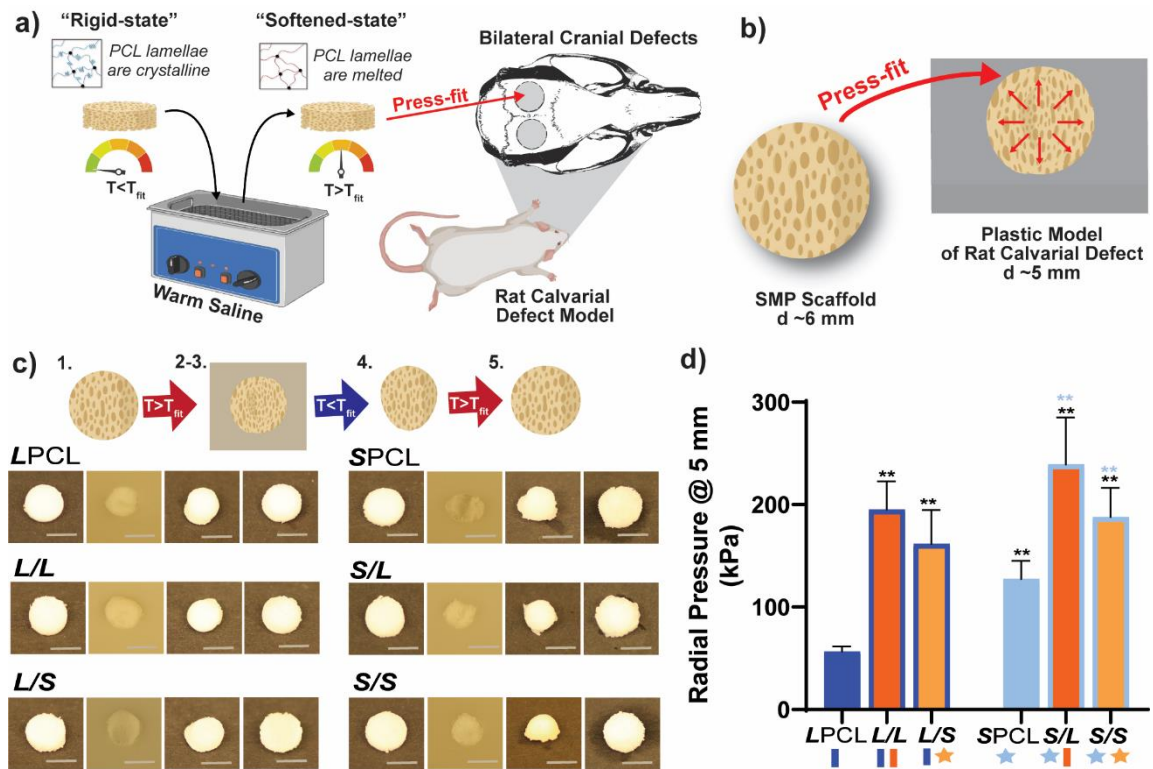 a)
"Rigid-state"
PCL lamellae
are crystalline
"Softened-state"
PCL lamellae
are melted
T<Tfit
T>Tfit
Warm Saline
Press-fit
Bilateral Cranial Defects
Rat Calvarial
Defect Model
b)
Press-fit
SMP Scaffold
d ~6 mm
Plastic Model
of Rat Calvarial Defect
d ~5 mm
c)
1.
T>Tfit
2-3.
T<Tfit
4.
T>Tfit
5.
LPCL
SPCL
L/L
S/L
L/S
S/S
d)
Radial Pressure @ 5 mm
(kPa)
300
200
100
0
**
**
**
**
**
**
**
LPCL L/L L/S SPCL S/L S/S